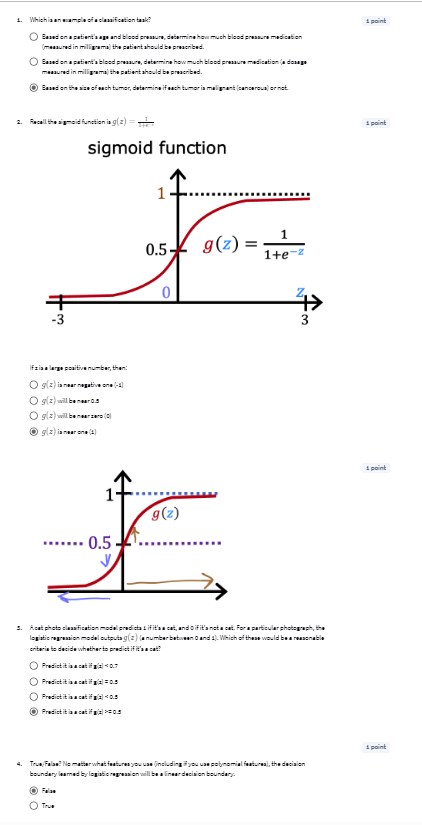 1. Which is an example of a classification task?
1 point
Based on a patient's age and blood pressure, determine how much blood pressure medication
(measured in milligrams) the patient should be prescribed.
Based on a patient's blood pressure, determine how much blood pressure medication (a dosage
measured in milligrams) the patient should be prescribed.
Based on the size of each tumor, determine if each tumor is malignant (cancerous) or not.
2. Recall the sigmoid function is g(z) = 1/(1+e^-z)
1 point
sigmoid function
1
0.5
g(z) = 1/(1+e^-z)
0
z
-3
3
If z is a large positive number, then:
g(z) is near negative one (-1)
g(z) will be near 0.5
g(z) will be near zero (0)
g(z) is near one (1)
1 point
1
g(z)
0.5
3. A cat photo classification model predicts 1 if it's a cat, and 0 if it's not a cat. For a particular photograph, the
logistic regression model outputs g(z) (a number between 0 and 1). Which of these would be a reasonable
criteria to decide whether to predict if it's a cat?
Predict it is a cat if g(z) < 0.7
Predict it is a cat if g(z) = 0.5
Predict it is a cat if g(z) < 0.5
Predict it is a cat if g(z) >= 0.5
1 point
4. True/False? No matter what features you use (including if you use polynomial features), the decision
boundary learned by logistic regression will be a linear decision boundary.
False
True